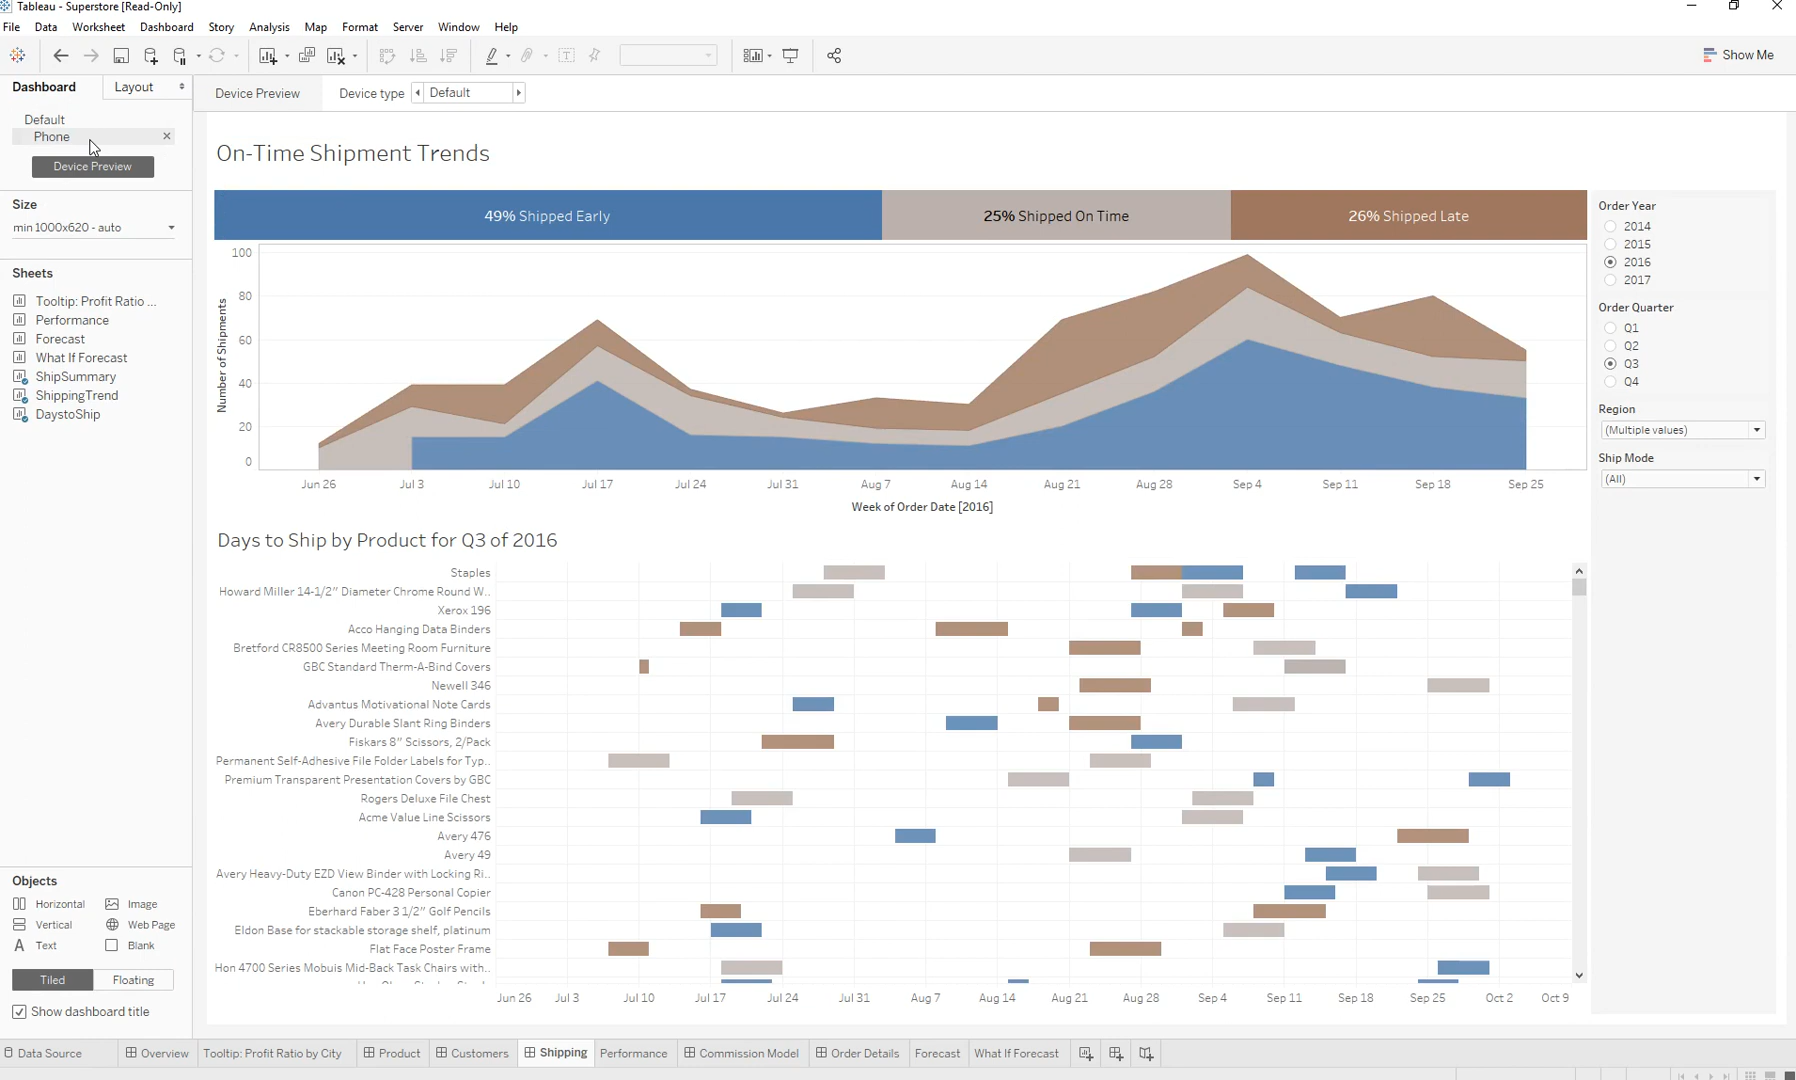 Tableau - Superstore [Read-Only]
File Data Worksheet Dashboard Story Analysis Map Format Server Window Help
Show Me
Dashboard Layout
Device Preview Device type Default
Default
Phone
Device Preview
Size
min 1000x620 - auto
Sheets
Tooltip: Profit Ratio ...
Performance
Forecast
What If Forecast
ShipSummary
ShippingTrend
DaystoShip
Objects
Horizontal Image
Vertical Web Page
Text Blank
Tiled Floating
Show dashboard title
On-Time Shipment Trends
49% Shipped Early 25% Shipped On Time 26% Shipped Late
Number of Shipments
100
80
60
40
20
0
Jun 26 Jul 3 Jul 10 Jul 17 Jul 24 Jul 31 Aug 7 Aug 14 Aug 21 Aug 28 Sep 4 Sep 11 Sep 18 Sep 25
Week of Order Date [2016]
Order Year
2014
2015
2016
2017
Order Quarter
Q1
Q2
Q3
Q4
Region
(Multiple values)
Ship Mode
(All)
Days to Ship by Product for Q3 of 2016
Staples
Howard Miller 14-1/2" Diameter Chrome Round W..
Xerox 196
Acco Hanging Data Binders
Bretford CR8500 Series Meeting Room Furniture
GBC Standard Therm-A-Bind Covers
Newell 346
Advantus Motivational Note Cards
Avery Durable Slant Ring Binders
Fiskars 8" Scissors, 2/Pack
Permanent Self-Adhesive File Folder Labels for Typ..
Premium Transparent Presentation Covers by GBC
Rogers Deluxe File Chest
Acme Value Line Scissors
Avery 476
Avery 49
Avery Heavy-Duty EZD View Binder with Locking Ri..
Canon PC-428 Personal Copier
Eberhard Faber 3 1/2" Golf Pencils
Eldon Base for stackable storage shelf, platinum
Flat Face Poster Frame
Hon 4700 Series Mobuis Mid-Back Task Chairs with..
Jun 26 Jul 3 Jul 10 Jul 17 Jul 24 Jul 31 Aug 7 Aug 14 Aug 21 Aug 28 Sep 4 Sep 11 Sep 18 Sep 25 Oct 2 Oct 9
Data Source Overview Tooltip: Profit Ratio by City Product Customers Shipping Performance Commission Model Order Details Forecast What If Forecast